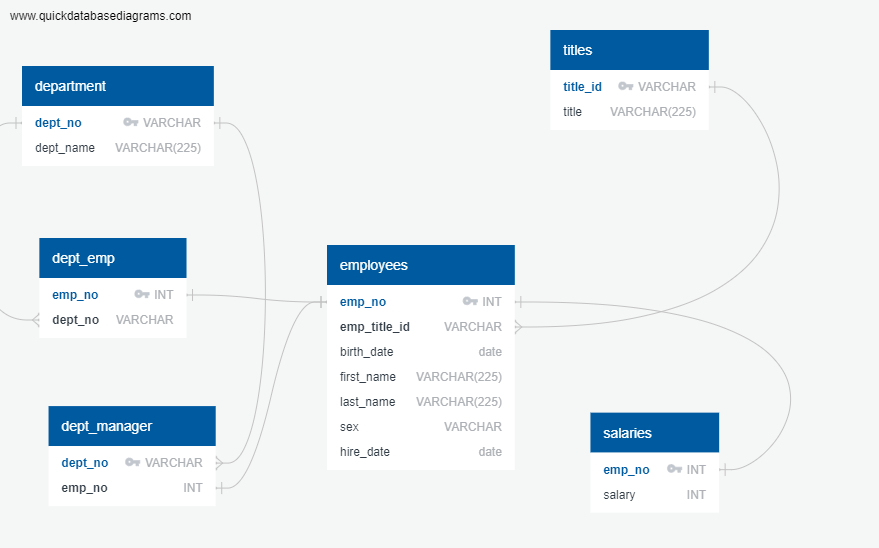 www.quickdatabasediagrams.com
titles
title_id VARCHAR
title VARCHAR(225)
department
dept_no VARCHAR
dept_name VARCHAR(225)
dept_emp
emp_no INT
dept_no VARCHAR
employees
emp_no INT
emp_title_id VARCHAR
birth_date date
first_name VARCHAR(225)
last_name VARCHAR(225)
sex VARCHAR
hire_date date
dept_manager
dept_no VARCHAR
emp_no INT
salaries
emp_no INT
salary INT